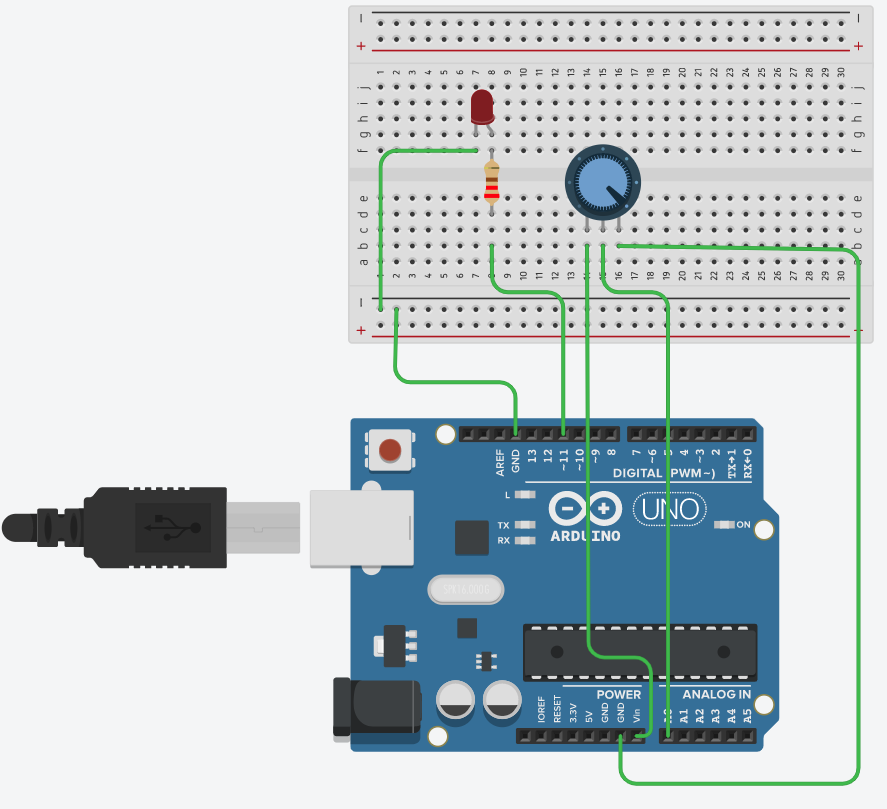 − −
+ +
1 2 3 4 5 6 7 8 9 10 11 12 13 14 15 16 17 18 19 20 21 22 23 24 25 26 27 28 29 30
j j
i i
h h
g g
f f
e e
d d
c c
b b
a a
1 2 3 4 5 6 7 8 9 10 11 12 13 14 15 16 17 18 19 20 21 22 23 24 25 26 27 28 29 30
− −
+ +
AREF GND 13 12 ~11 ~10 ~9 8 7 ~6 ~5 4 ~3 2 TX→1 RX←0
DIGITAL (PWM~)
L
TX
RX
ARDUINO
UNO
ON
POWER ANALOG IN
IOREF RESET 3.3V 5V GND GND Vin A0 A1 A2 A3 A4 A5